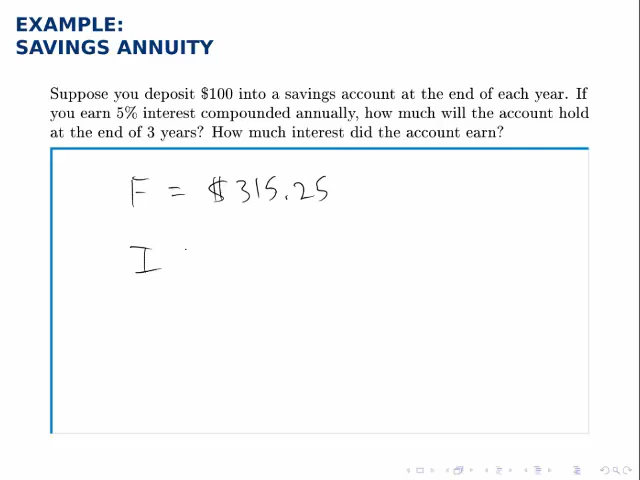 EXAMPLE:
SAVINGS ANNUITY
Suppose you deposit $100 into a savings account at the end of each year. If
you earn 5% interest compounded annually, how much will the account hold
at the end of 3 years? How much interest did the account earn?
F = $315.25
I